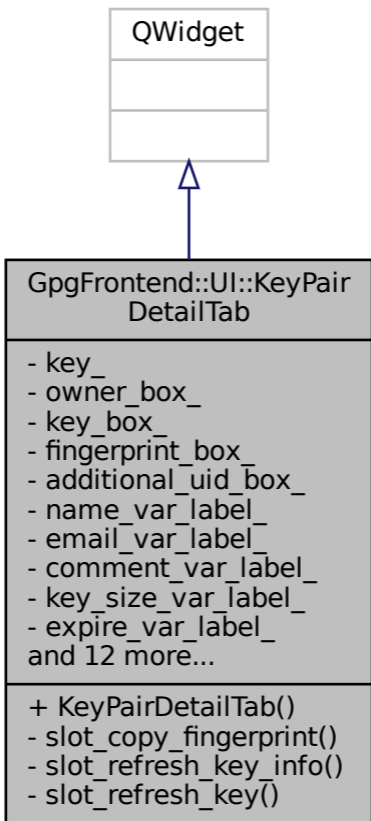 QWidget
GpgFrontend::UI::KeyPair
DetailTab
- key_
- owner_box_
- key_box_
- fingerprint_box_
- additional_uid_box_
- name_var_label_
- email_var_label_
- comment_var_label_
- key_size_var_label_
- expire_var_label_
and 12 more...
+ KeyPairDetailTab()
- slot_copy_fingerprint()
- slot_refresh_key_info()
- slot_refresh_key()